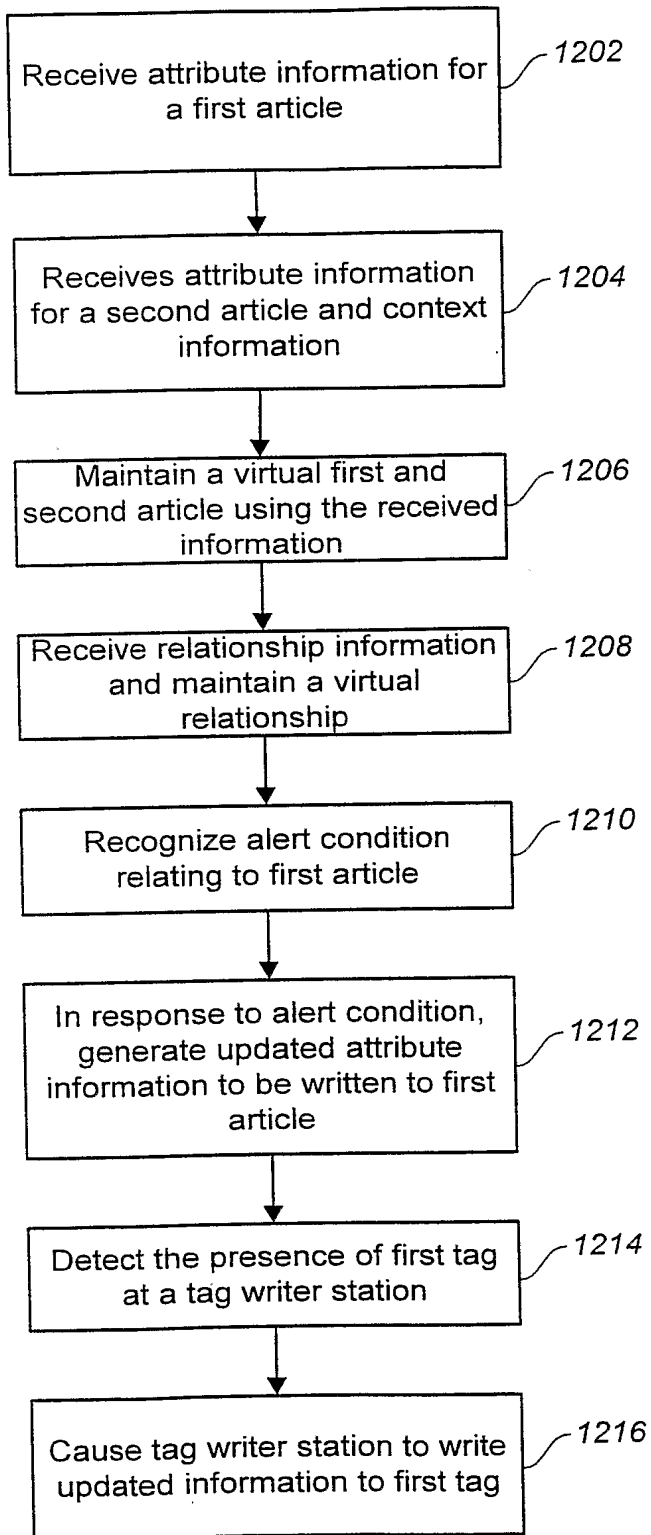 Receive attribute information for
a first article
1202
Receives attribute information
for a second article and context
information
1204
Maintain a virtual first and
second article using the received
information
1206
Receive relationship information
and maintain a virtual
relationship
1208
Recognize alert condition
relating to first article
1210
In response to alert condition,
generate updated attribute
information to be written to first
article
1212
Detect the presence of first tag
at a tag writer station
1214
Cause tag writer station to write
updated information to first tag
1216